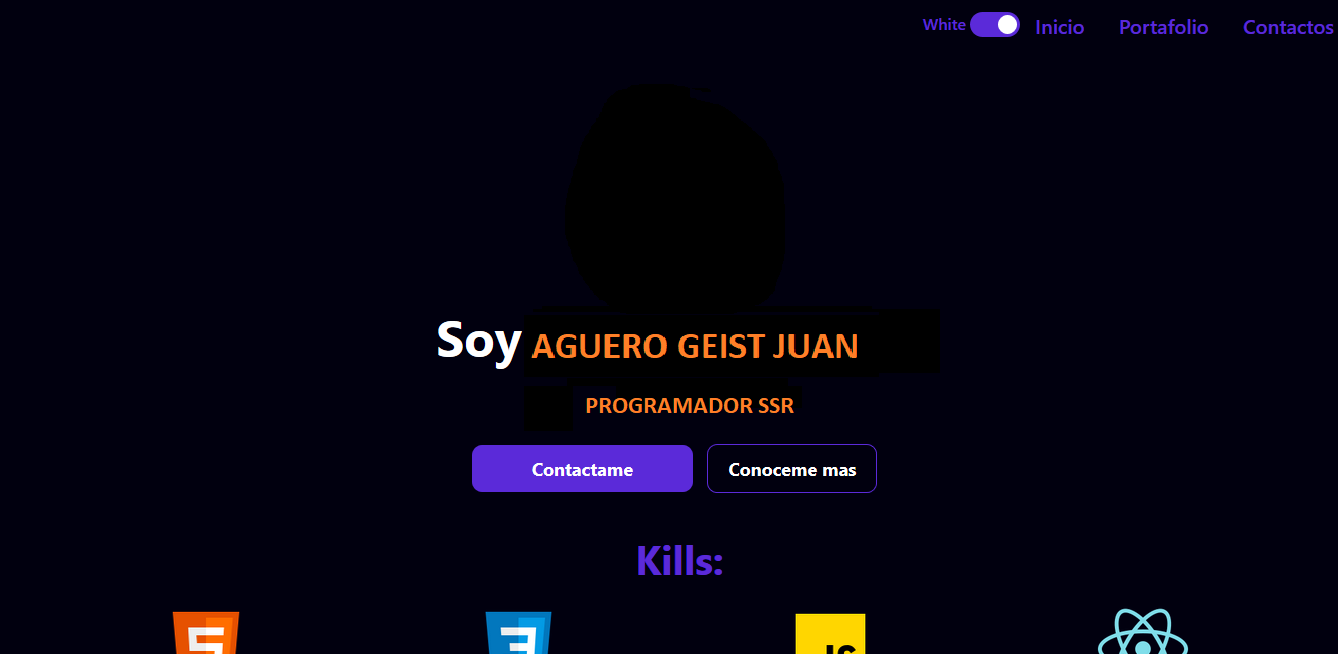 White Inicio Portafolio Contactos
Soy AGUERO GEIST JUAN
PROGRAMADOR SSR
Contactame Conoceme mas
Kills:
JS